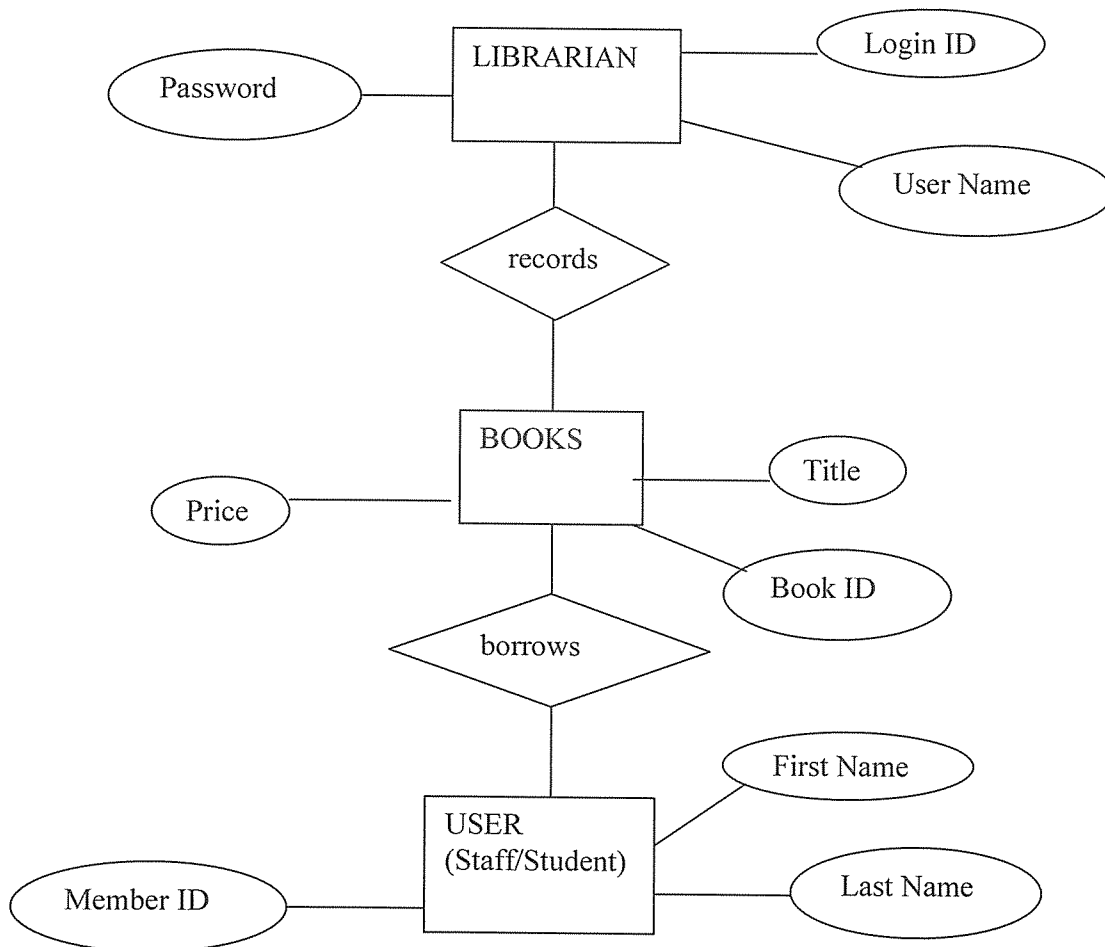 LIBRARIAN
Login ID
Password
User Name
records
BOOKS
Title
Price
Book ID
borrows
First Name
USER
(Staff/Student)
Member ID
Last Name